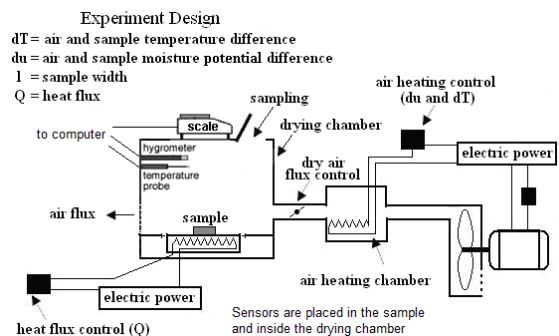 Experiment Design
dT = air and sample temperature difference
du = air and sample moisture potential difference
l = sample width
Q = heat flux
to computer
scale
sampling
drying chamber
hygrometer
temperature
probe
air flux
sample
dry air
flux control
air heating control
(du and dT)
electric power
air heating chamber
electric power
heat flux control (Q)
Sensors are placed in the sample
and inside the drying chamber